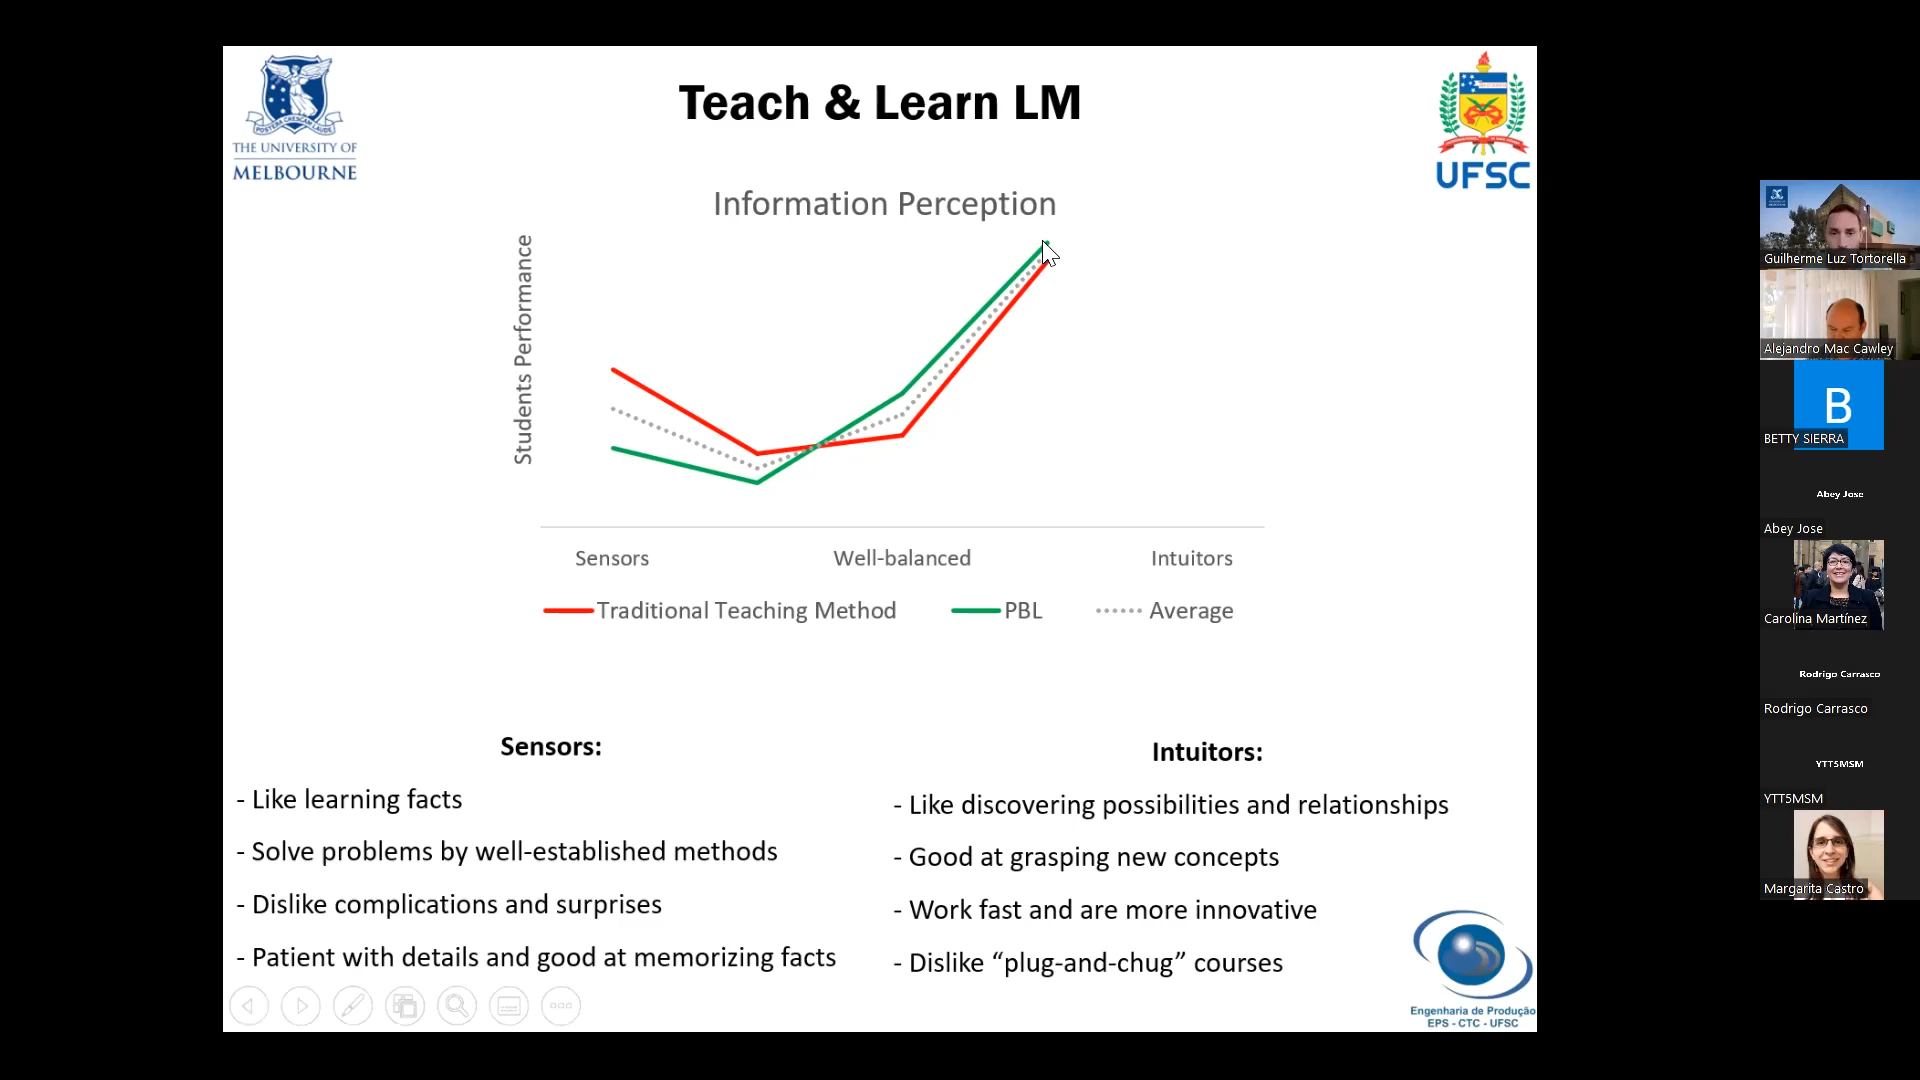 Teach & Learn LM
POSTERA CRESCAM LAUDE
THE UNIVERSITY OF
MELBOURNE
UFSC
Information Perception
Students Performance
Sensors
Well-balanced
Intuitors
Traditional Teaching Method
PBL
Average
Sensors:
- Like learning facts
- Solve problems by well-established methods
- Dislike complications and surprises
- Patient with details and good at memorizing facts
Intuitors:
- Like discovering possibilities and relationships
- Good at grasping new concepts
- Work fast and are more innovative
- Dislike “plug-and-chug” courses
Engenharia de Produção
EPS - CTC - UFSC
Guilherme Luz Tortorella
Alejandro Mac Cawley
B
BETTY SIERRA
Abey Jose
Abey Jose
Carolina Martínez
Rodrigo Carrasco
Rodrigo Carrasco
YTT5MSM
YTT5MSM
Margarita Castro